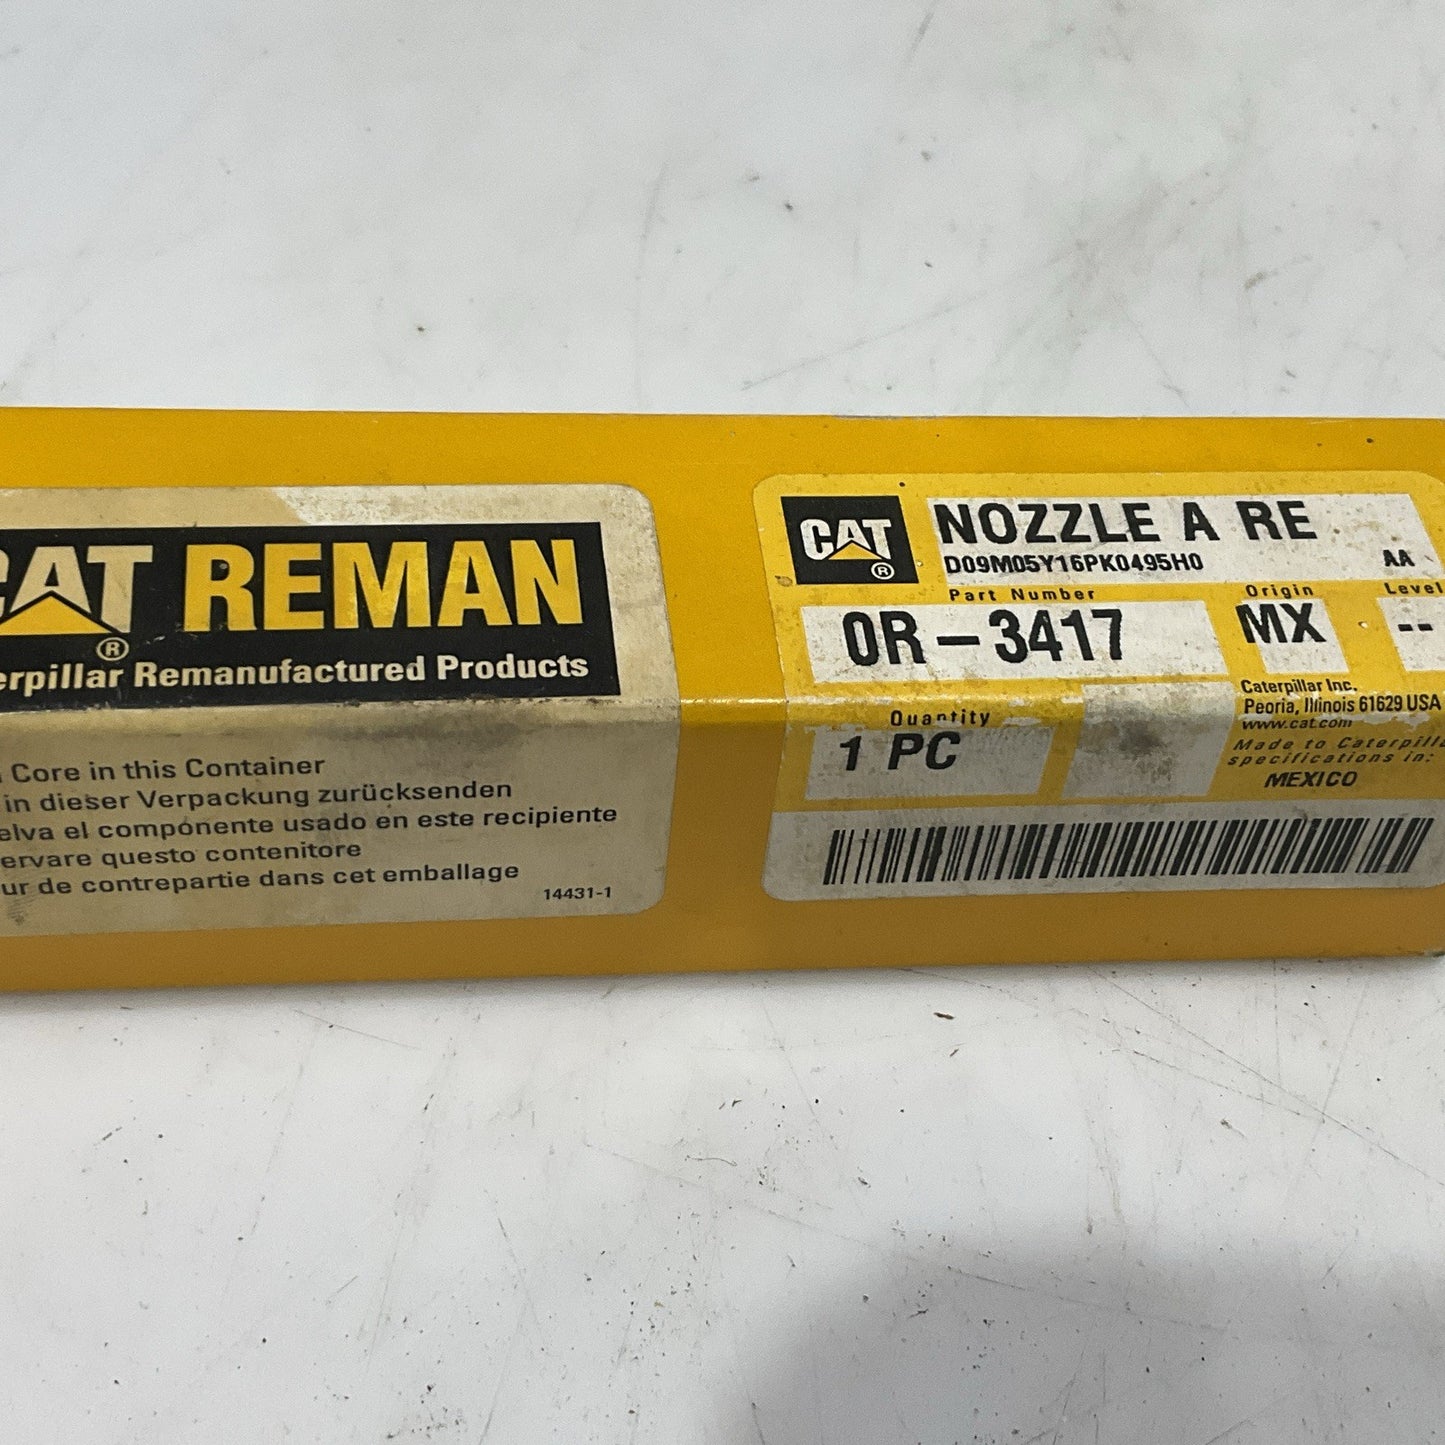 CAT REMAN
®
Caterpillar Remanufactured Products
Core in this Container
in dieser Verpackung zurücksenden
elva el componente usado en este recipiente
ervare questo contenitore
ur de contrepartie dans cet emballage
14431-1
CAT ®
NOZZLE A RE
D09M05Y16PK0495H0 AA
Part Number Origin Level
0R-3417 MX --
Quantity
1 PC
Caterpillar Inc.
Peoria, Illinois 61629 USA
www.cat.com
Made to Caterpilla
specifications in:
MEXICO